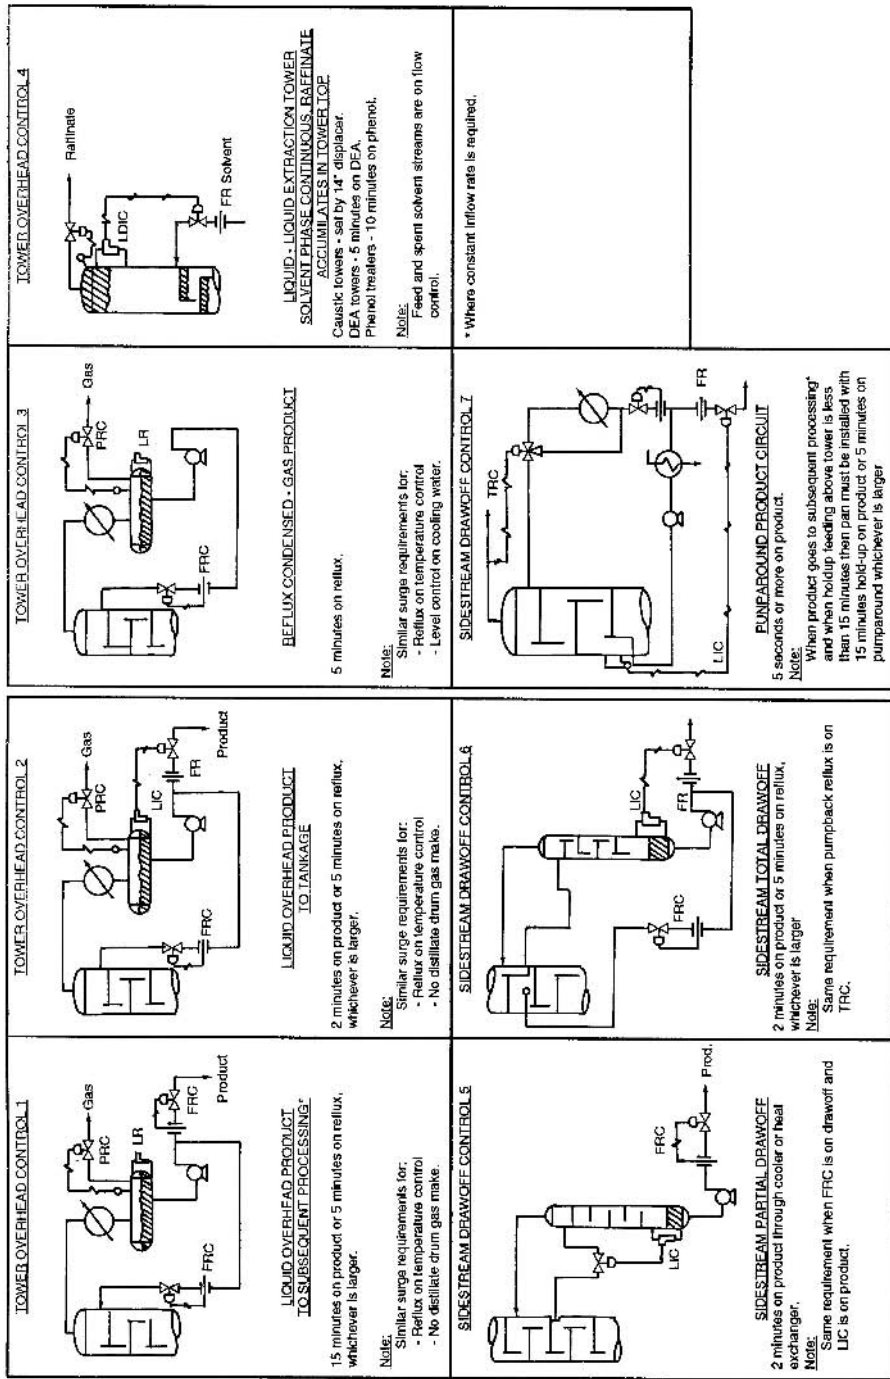 TOWER OVERHEAD CONTROL 1
Gas
PRC
LR
FRC
Product
FRC
LIQUID OVERHEAD PRODUCT
TO SUBSEQUENT PROCESSING*
15 minutes on product or 5 minutes on reflux,
whichever is larger.
Note:
Similar surge requirements for:
- Reflux on temperature control
- No distillate drum gas make.
TOWER OVERHEAD CONTROL 2
Gas
PRC
LIC
FR
Product
FRC
LIQUID OVERHEAD PRODUCT
TO TANKAGE
2 minutes on product or 5 minutes on reflux,
whichever is larger.
Note:
Similar surge requirements for:
- Reflux on temperature control
- No distillate drum gas make.
TOWER OVERHEAD CONTROL 3
Gas
PRC
LR
FRC
REFLUX CONDENSED - GAS PRODUCT
5 minutes on reflux.
Note:
Similar surge requirements for:
- Reflux on temperature control
- Level control on cooling water.
TOWER OVERHEAD CONTROL 4
Raffinate
LDIC
FR Solvent
LIQUID - LIQUID EXTRACTION TOWER
SOLVENT PHASE CONTINUOUS, RAFFINATE
ACCUMILATES IN TOWER TOP
Caustic towers - set by 14" displacer.
DEA towers - 5 minutes on DEA.
Phenol treaters - 10 minutes on phenol.
Note:
Feed and spent solvent streams are on flow
control.
SIDESTREAM DRAWOFF CONTROL 5
FRC
Prod.
LIC
SIDESTREAM PARTIAL DRAWOFF
2 minutes on product through cooler or heat
exchanger.
Note:
Same requirement when FRC is on drawoff and
LIC is on product.
SIDESTREAM DRAWOFF CONTROL 6
LIC
FR
FRC
SIDESTREAM TOTAL DRAWOFF
2 minutes on product or 5 minutes on reflux,
whichever is larger
Note:
Same requirement when pumpback reflux is on
TRC.
SIDESTREAM DRAWOFF CONTROL 7
TRC
FR
LIC
PUNPAROUND PRODUCT CIRCUIT
5 seconds or more on product.
Note:
When product goes to subsequent processing*
and when holdup feeding above tower is less
than 15 minutes then pan must be installed with
15 minutes hold-up on product or 5 minutes on
pumparound whichever is larger
* Where constant inflow rate is required.